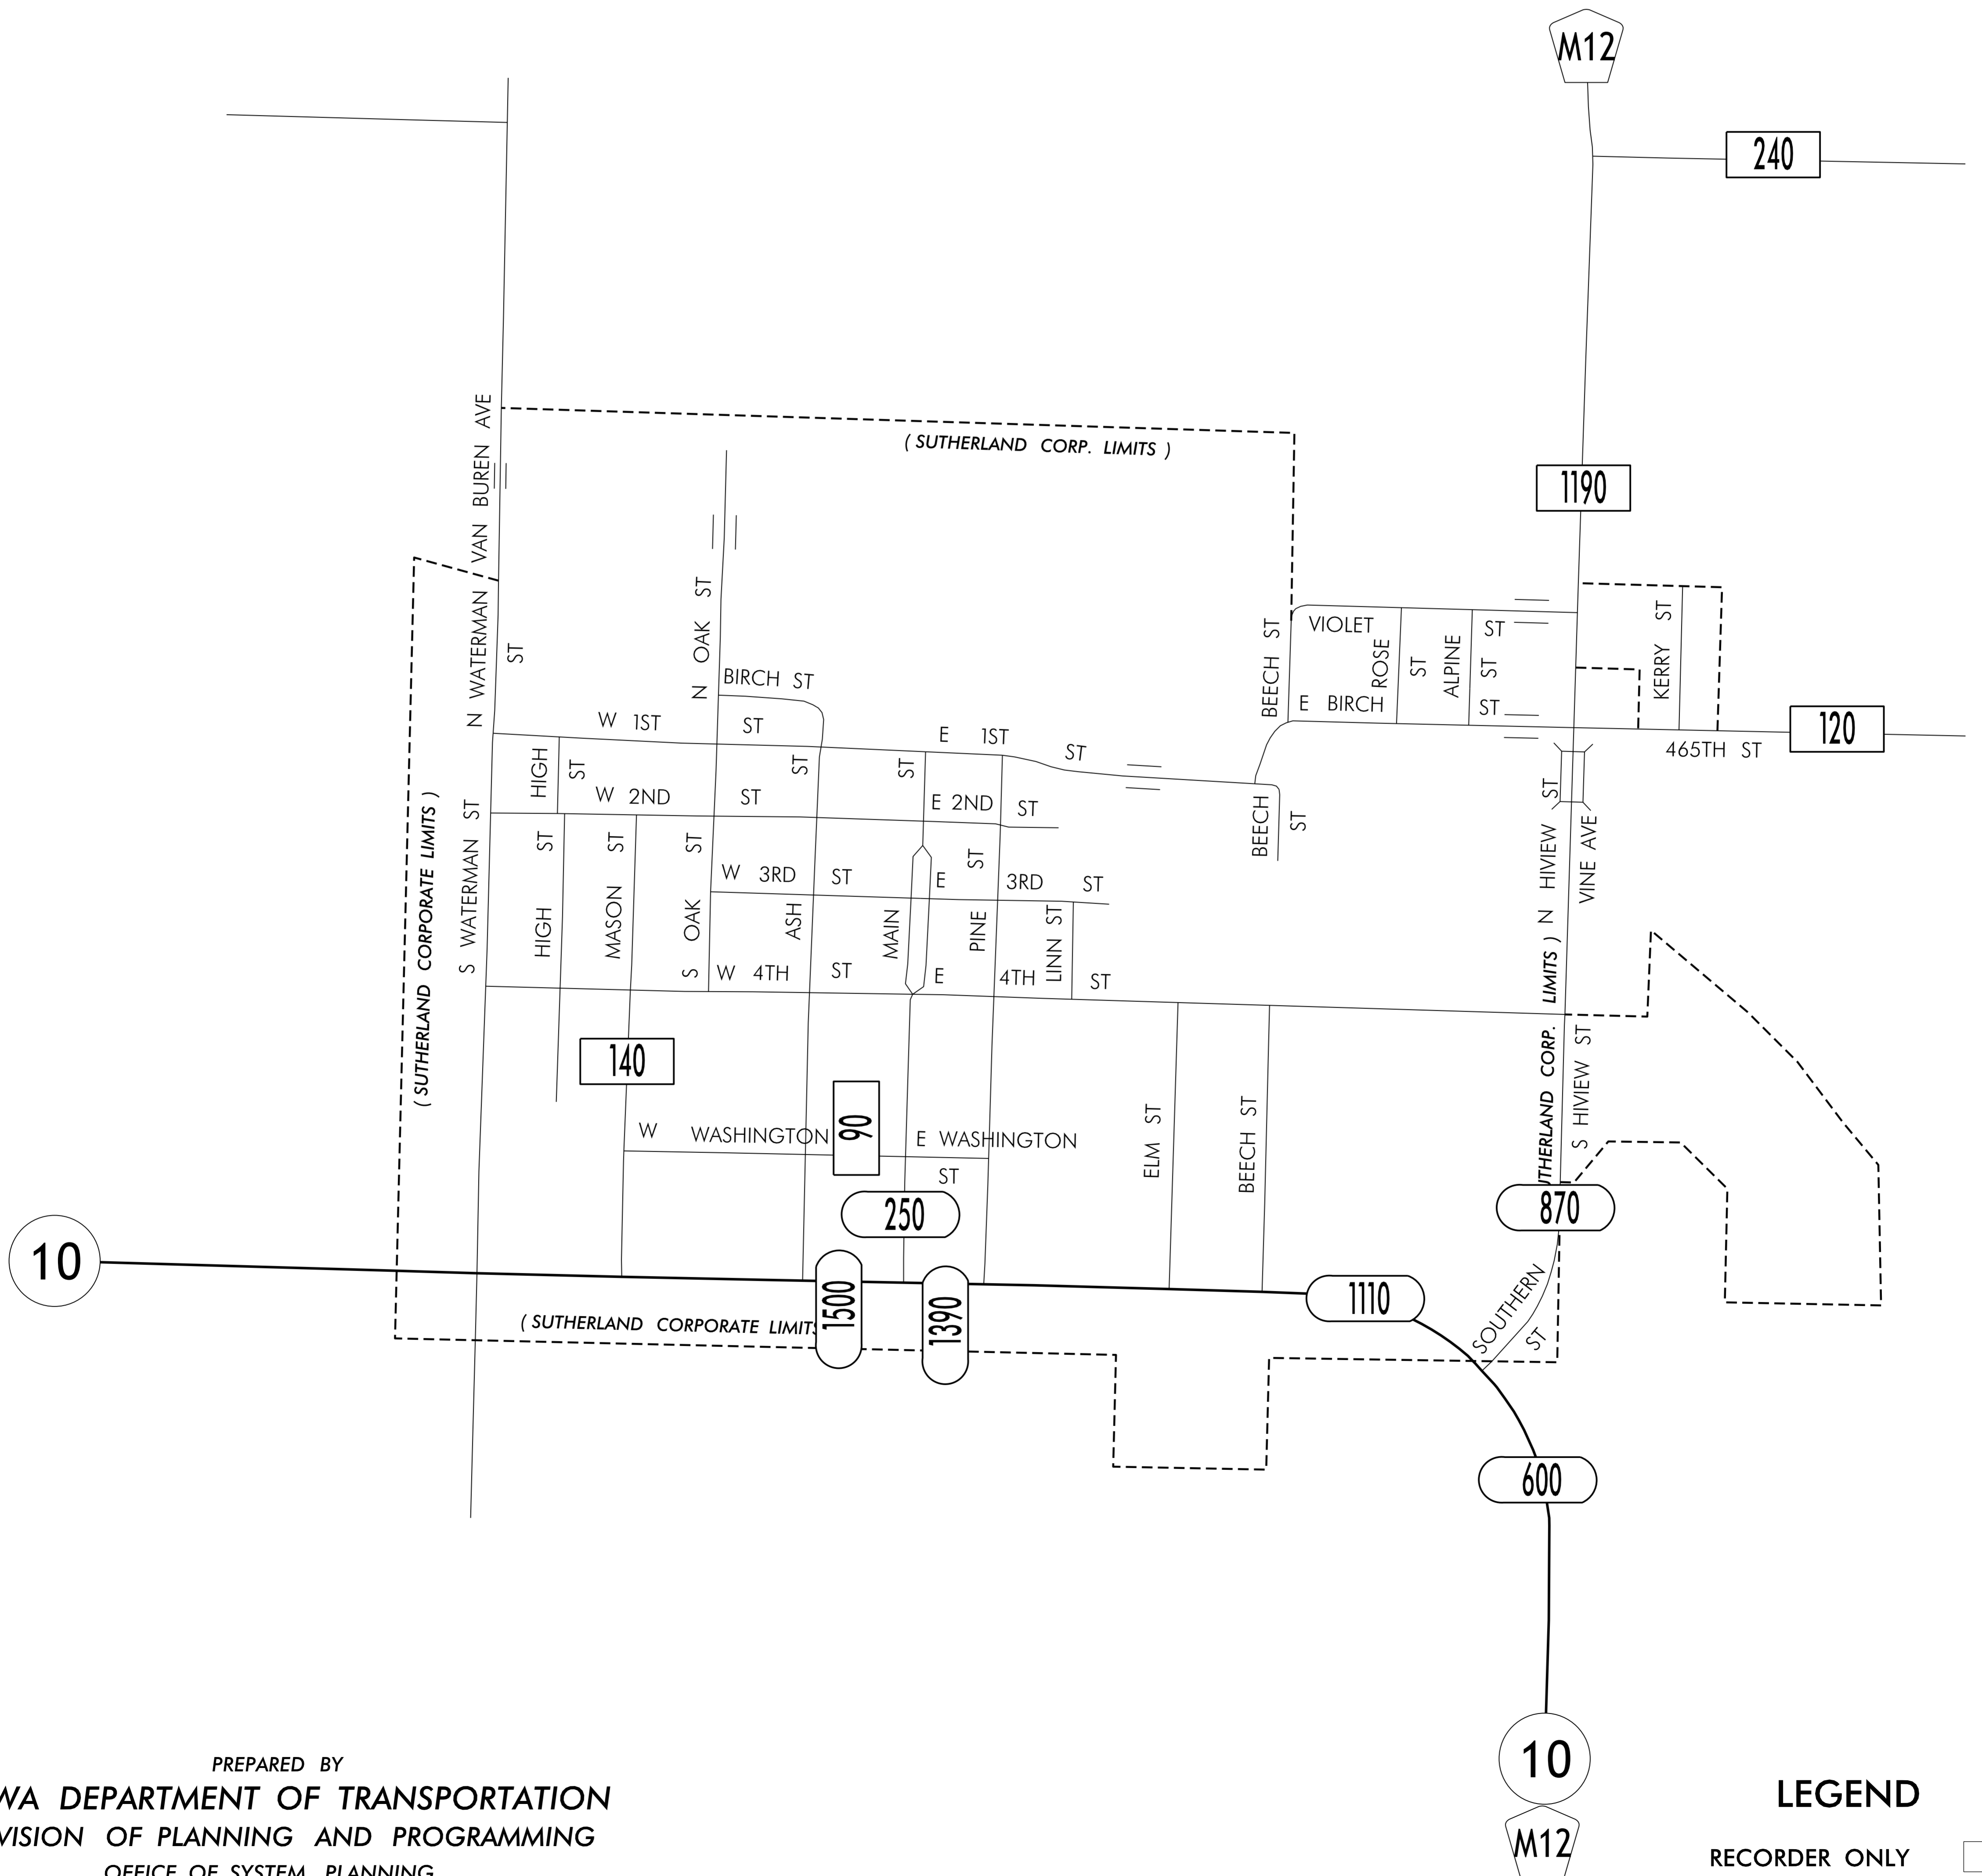 M12
240
N WATERMAN VAN BUREN AVE
ST
( SUTHERLAND CORP. LIMITS )
1190
N OAK ST
BIRCH ST
BEECH ST
VIOLET ST
ROSE ST
ALPINE ST
KERRY ST
E BIRCH ST
120
465TH ST
W 1ST ST
E 1ST ST
HIGH ST
W 2ND ST
E 2ND ST
BEECH ST
N HIVIEW ST
VINE AVE
( SUTHERLAND CORPORATE LIMITS )
S WATERMAN ST
HIGH ST
MASON ST
S OAK ST
W 3RD ST
E 3RD ST
ASH ST
MAIN ST
PINE ST
LINN ST
W 4TH ST
E 4TH ST
UTHERLAND CORP. LIMITS )
S HIVIEW ST
140
90
W WASHINGTON
E WASHINGTON
ST
ELM ST
BEECH ST
250
870
10
1500
1390
1110
SOUTHERN ST
( SUTHERLAND CORPORATE LIMITS
600
10
M12
PREPARED BY
WA DEPARTMENT OF TRANSPORTATION
VISION OF PLANNING AND PROGRAMMING
OFFICE OF SYSTEM PLANNING
LEGEND
RECORDER ONLY